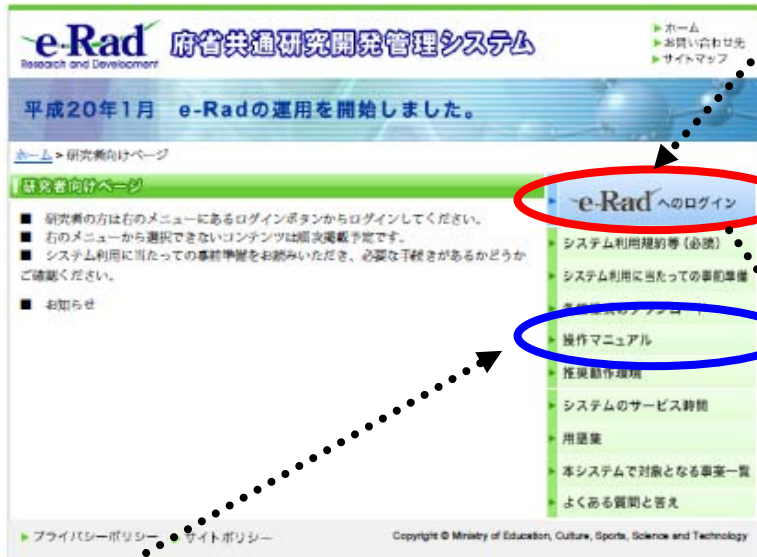 e-Rad 府省共通研究開発管理システム
Research and Development
ホーム
お問い合わせ先
サイトマップ
平成20年1月 e-Radの運用を開始しました。
ホーム > 研究者向けページ
研究者向けページ
■ 研究者の方は右のメニューにあるログインボタンからログインしてください。
■ 右のメニューから選択できないコンテンツは順次掲載予定です。
■ システム利用に当たっての事前準備をお読みいただき、必要な手続きがあるかどうか
ご確認ください。
■ お知らせ
e-Rad へのログイン
システム利用規約等(必読)
システム利用に当たっての事前準備
操作マニュアル
推奨動作環境
システムのサービス時間
用語集
本システムで対象となる事業一覧
よくある質問と答え
プライバシーポリシー サイトポリシー
Copyright © Ministry of Education, Culture, Sports, Science and Technology